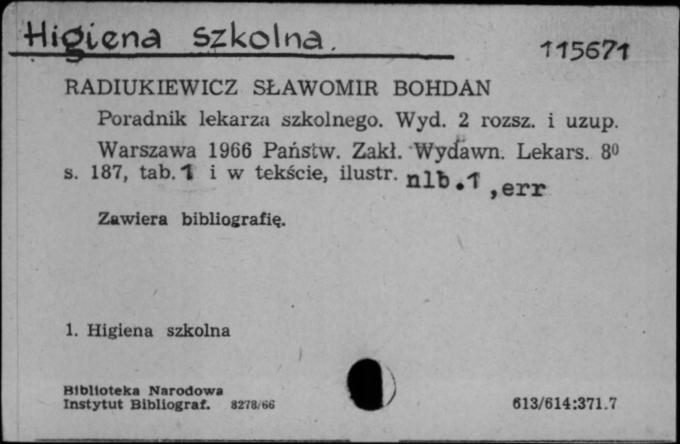 Higiena szkolna.
115671
RADIUKIEWICZ SŁAWOMIR BOHDAN
Poradnik lekarza szkolnego. Wyd. 2 rozsz. i uzup.
Warszawa 1966 Państw. Zakł. Wydawn. Lekars. 8⁰
s. 187, tab. 1 i w tekście, ilustr. nlb.1, err
Zawiera bibliografię.
1. Higiena szkolna
Biblioteka Narodowa
Instytut Bibliograf. 8278/66
613/614:371.7